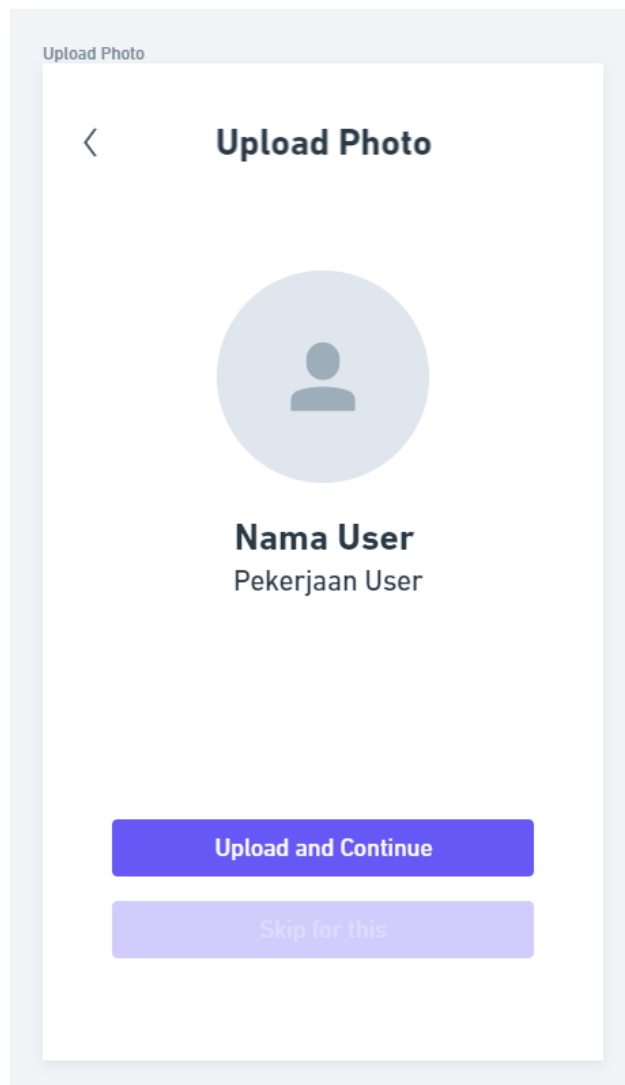 Upload Photo
Upload Photo
Nama User
Pekerjaan User
Upload and Continue
Skip for this